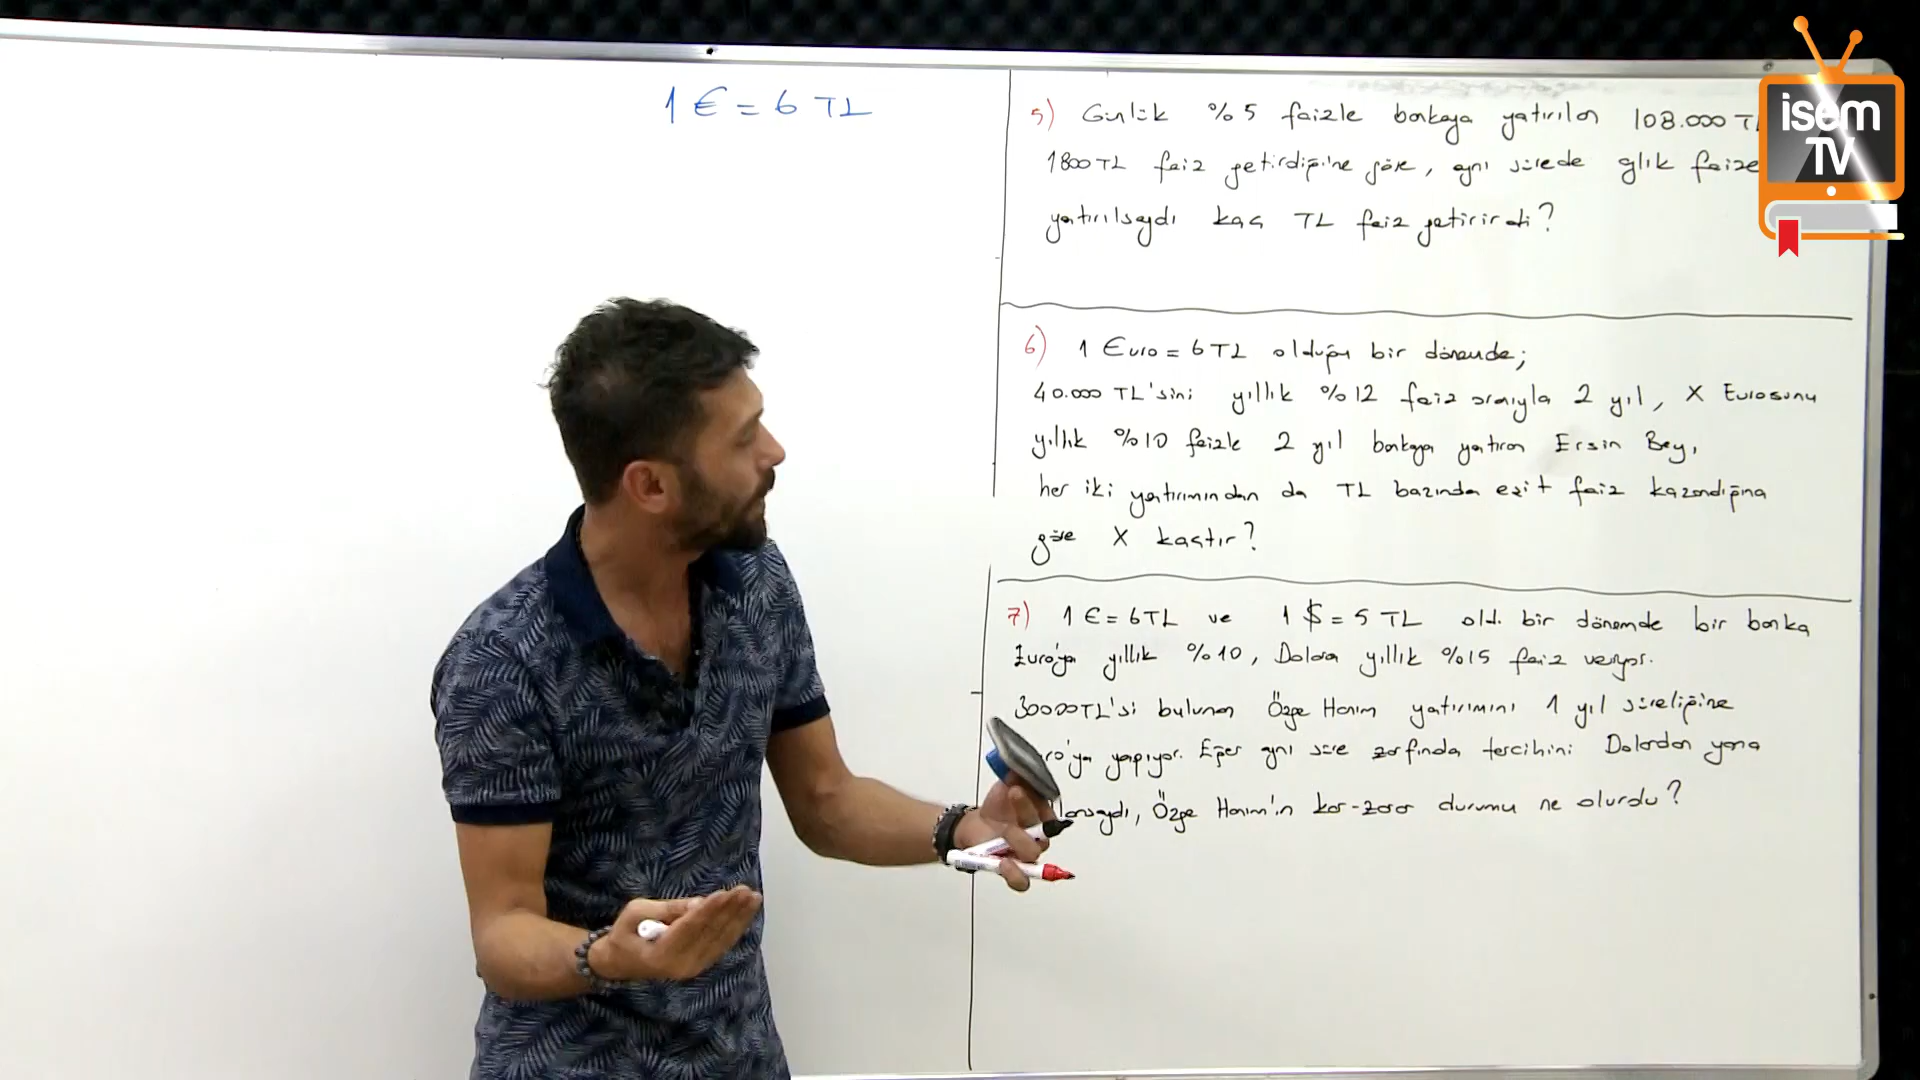 1 € = 6 TL
5) Günlük %5 faizle bankaya yatırılan 108.000 TL
1800 TL faiz getirdiğine göre, aynı sürede aylık faize
yatırılsaydı kaç TL faiz getirirdi?
6) 1 Euro = 6 TL olduğu bir dönemde;
40.000 TL'sini yıllık %12 faiz oranıyla 2 yıl, X Eurosunu
yıllık %10 faizle 2 yıl bankaya yatıran Ersin Bey,
her iki yatırımından da TL bazında eşit faiz kazandığına
göre X kaçtır?
7) 1 € = 6 TL ve 1 $ = 5 TL old. bir dönemde bir banka
Euro'ya yıllık %10, Dolara yıllık %15 faiz veriyor.
30000 TL'si bulunan Özge Hanım yatırımını 1 yıl süreliğine
ro'ya yapıyor. Eğer aynı süre zarfında tercihini Dolardan yana
lansaydı, Özge Hanım'ın kar-zarar durumu ne olurdu?
isem
TV